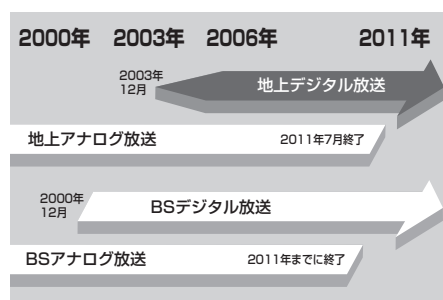 2000年 2003年 2006年 2011年
2003年
12月
地上デジタル放送
地上アナログ放送 2011年7月終了
2000年
12月
BSデジタル放送
BSアナログ放送 2011年までに終了